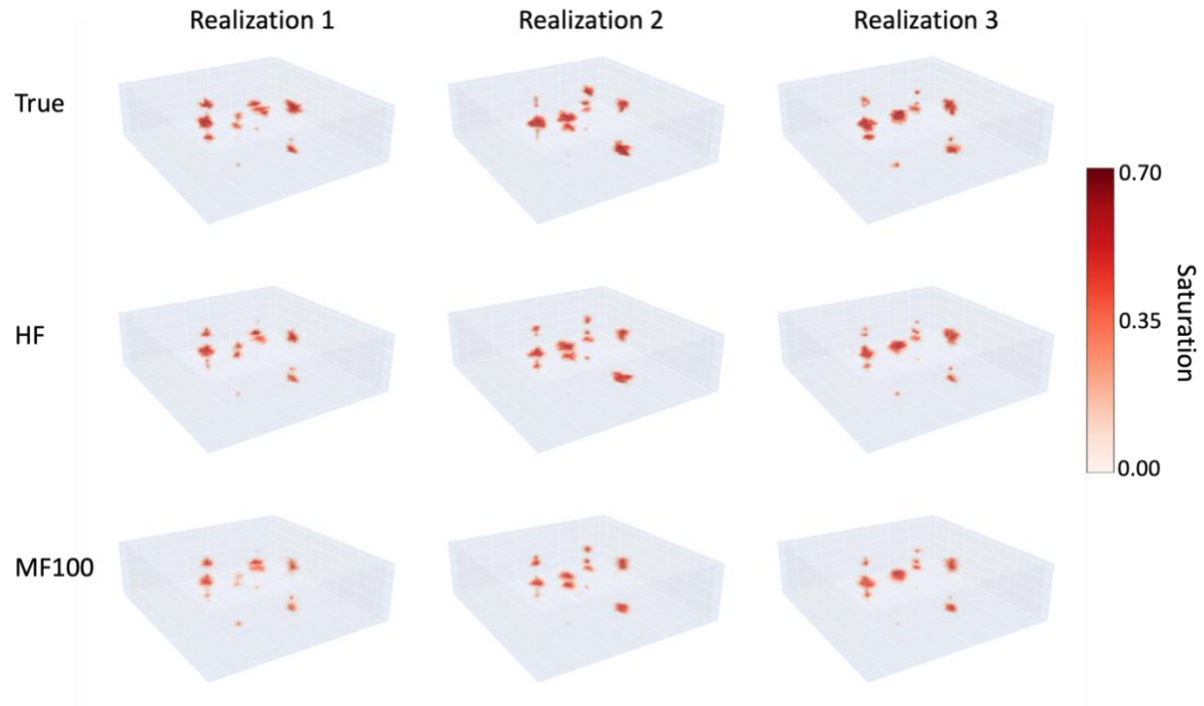 Realization 1
Realization 2
Realization 3
True
HF
MF100
0.70
0.35
0.00
Saturation